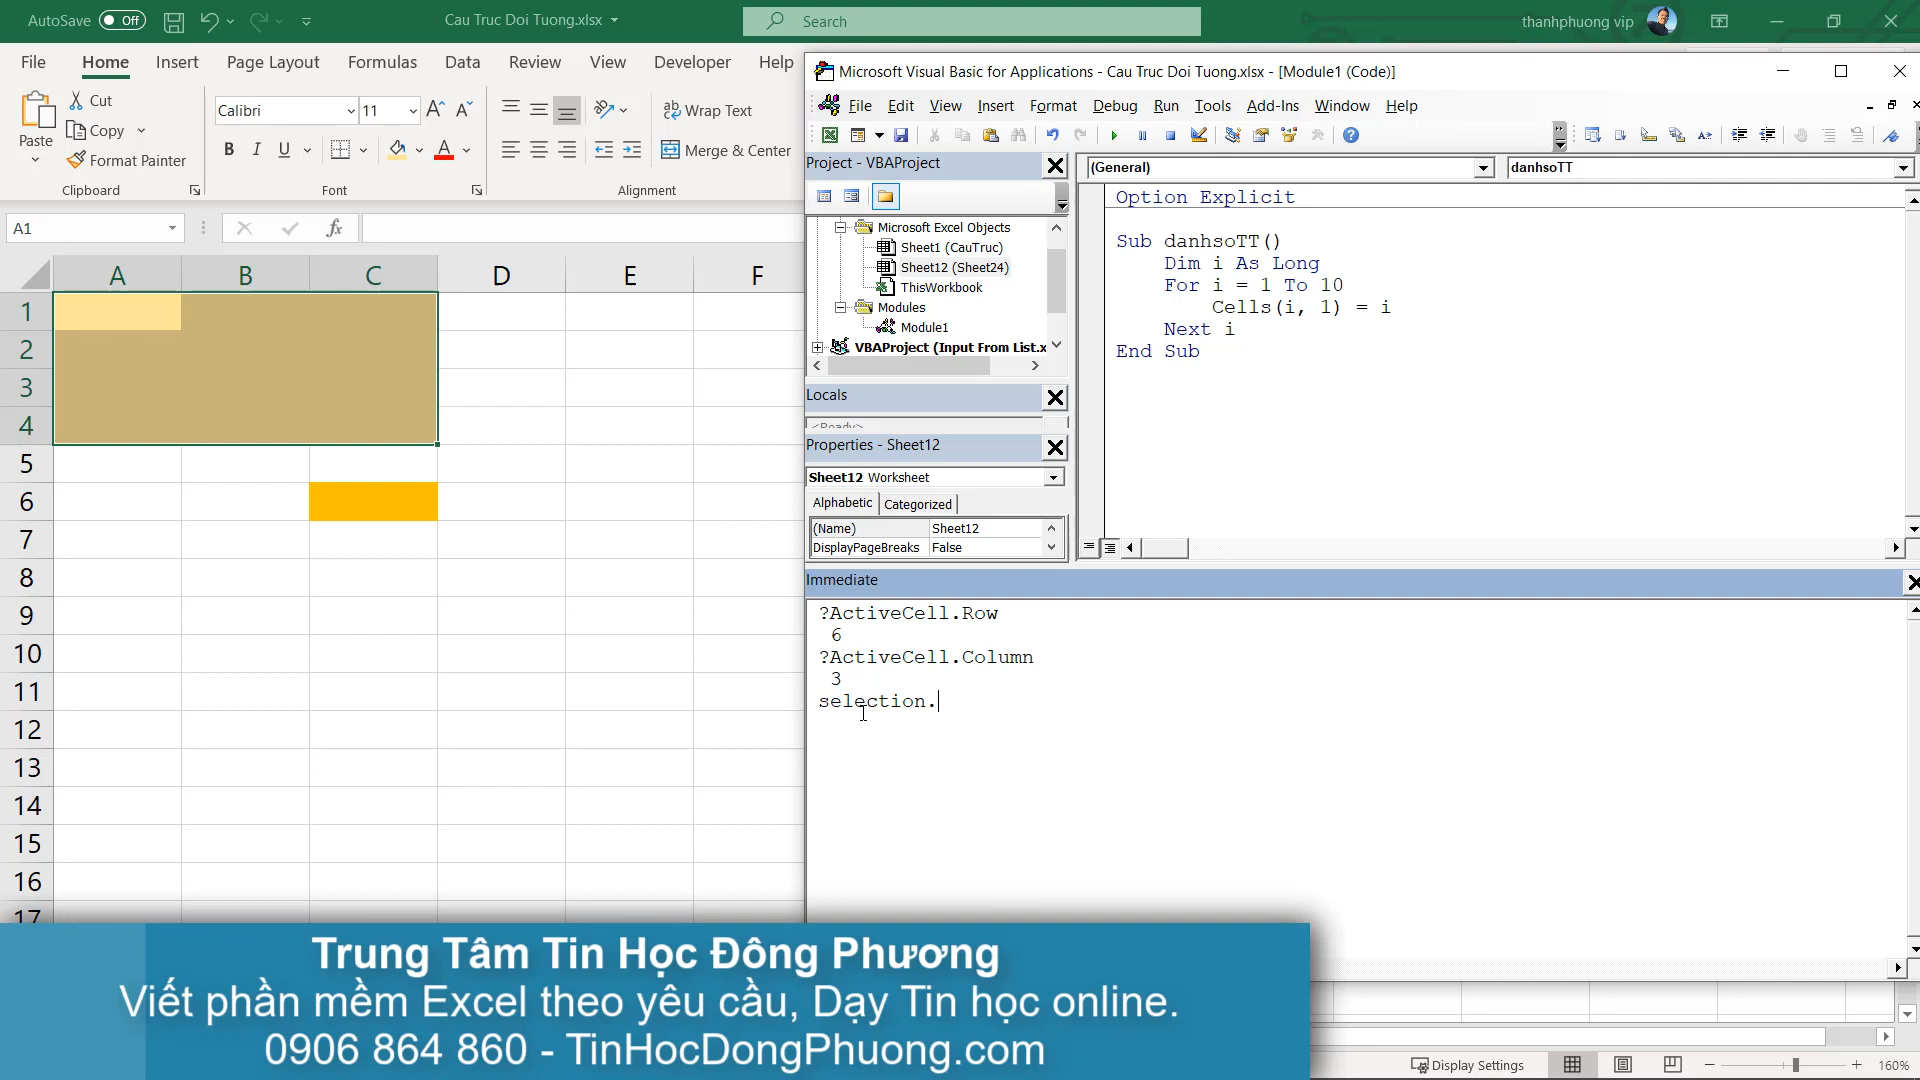 AutoSave Off
Cau Truc Doi Tuong.xlsx
Search
thanhphuong vip
File Home Insert Page Layout Formulas Data Review View Developer Help
Paste
Cut
Copy
Format Painter
Clipboard
Calibri 11
B I U A
Font
Wrap Text
Merge & Center
Alignment
A1
fx
A B C D E F
1
2
3
4
5
6
7
8
9
10
11
12
13
14
15
16
17
Microsoft Visual Basic for Applications - Cau Truc Doi Tuong.xlsx - [Module1 (Code)]
File Edit View Insert Format Debug Run Tools Add-Ins Window Help
Project - VBAProject
Microsoft Excel Objects
Sheet1 (CauTruc)
Sheet12 (Sheet24)
ThisWorkbook
Modules
Module1
VBAProject (Input From List.x
Locals
<Ready>
Properties - Sheet12
Sheet12 Worksheet
Alphabetic Categorized
(Name) Sheet12
DisplayPageBreaks False
(General) danhsoTT
Option Explicit
Sub danhsoTT()
Dim i As Long
For i = 1 To 10
Cells(i, 1) = i
Next i
End Sub
Immediate
?ActiveCell.Row
6
?ActiveCell.Column
3
selection.
Trung Tâm Tin Học Đông Phương
Viết phần mềm Excel theo yêu cầu, Dạy Tin học online.
0906 864 860 - TinHocDongPhuong.com
Display Settings
160%